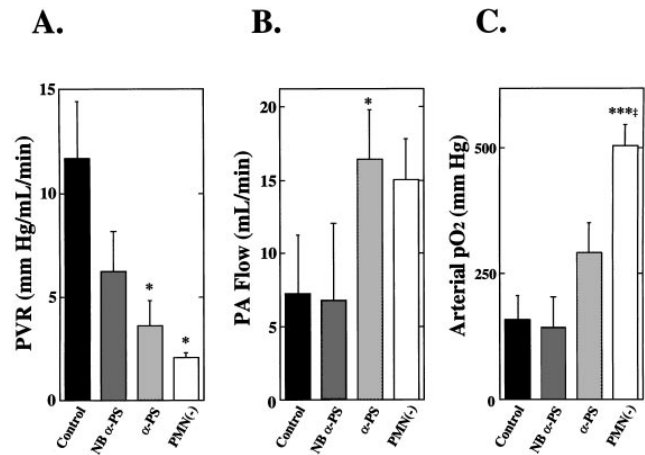 A.
B.
C.
PVR (mm Hg/mL/min)
15
10
5
0
*
*
Control
NB α-PS
α-PS
PMN(-)
PA Flow (mL/min)
20
15
10
5
0
*
Control
NB α-PS
α-PS
PMN(-)
Arterial pO2 (mm Hg)
500
250
0
***‡
Control
NB α-PS
α-PS
PMN(-)